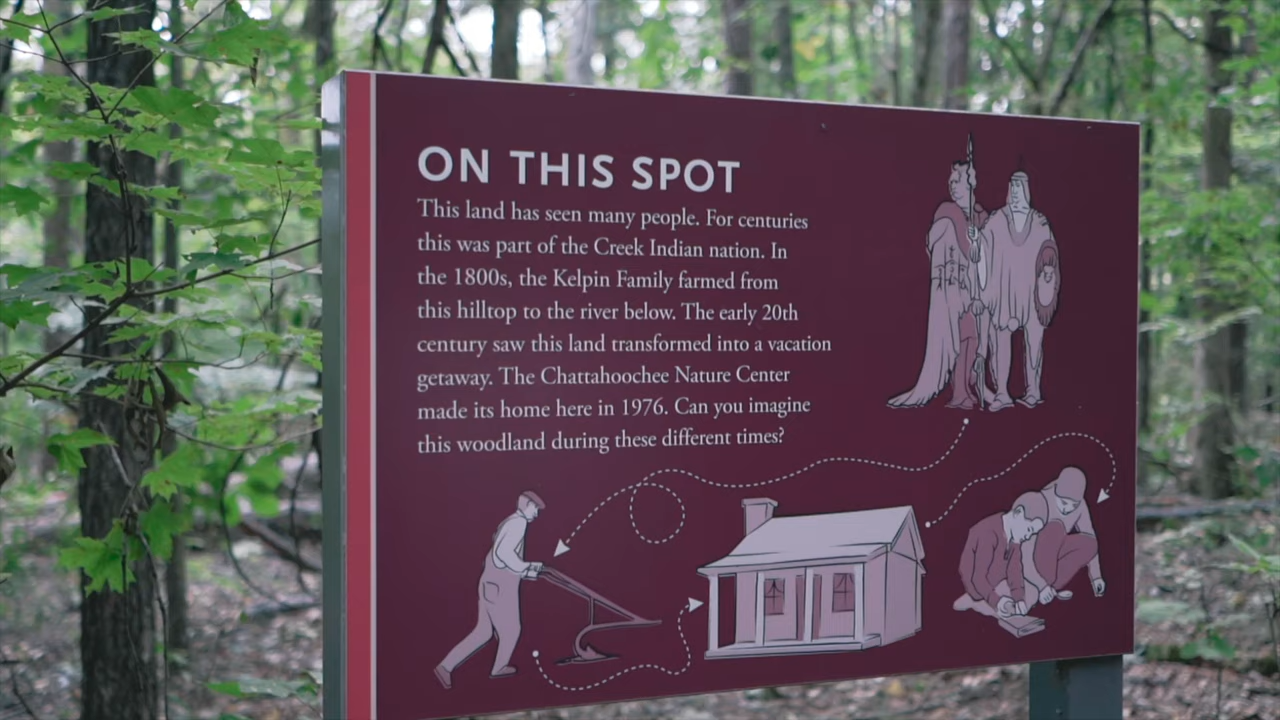 ON THIS SPOT
This land has seen many people. For centuries
this was part of the Creek Indian nation. In
the 1800s, the Kelpin Family farmed from
this hilltop to the river below. The early 20th
century saw this land transformed into a vacation
getaway. The Chattahoochee Nature Center
made its home here in 1976. Can you imagine
this woodland during these different times?